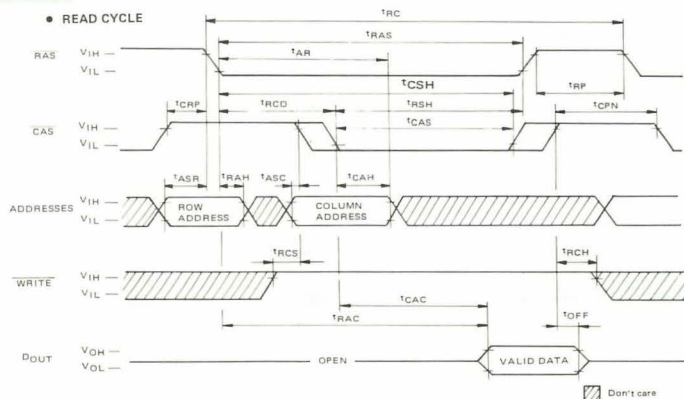 • READ CYCLE
tRC
tRAS
tAR
RAS
VIH
VIL
tCSH
tRP
tCRP
tRCD
tRSH
tCPN
CAS
VIH
VIL
tCAS
tASR
tRAH
tASC
tCAH
ADDRESSES
VIH
VIL
ROW
ADDRESS
COLUMN
ADDRESS
tRCS
tRCH
WRITE
VIH
VIL
tCAC
tRAC
tOFF
DOUT
VOH
VOL
OPEN
VALID DATA
Don't care